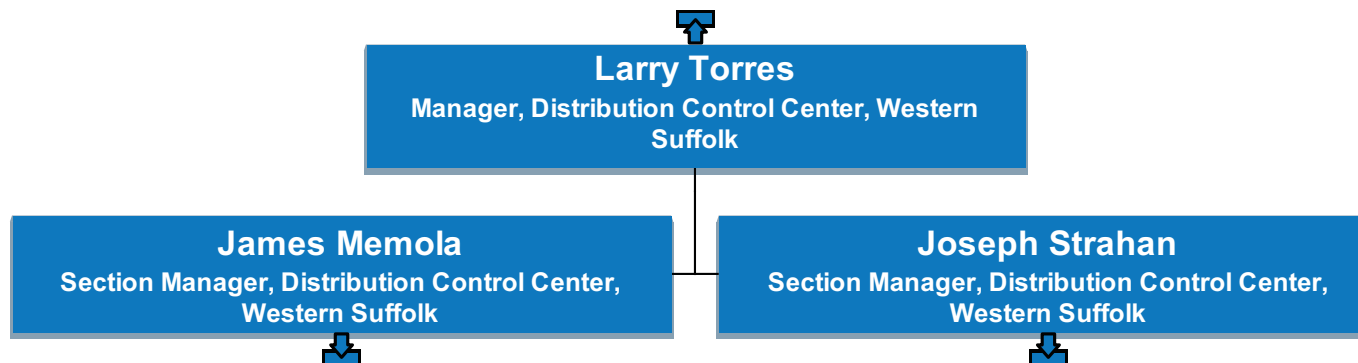 Larry Torres
Manager, Distribution Control Center, Western
Suffolk
James Memola
Section Manager, Distribution Control Center,
Western Suffolk
Joseph Strahan
Section Manager, Distribution Control Center,
Western Suffolk